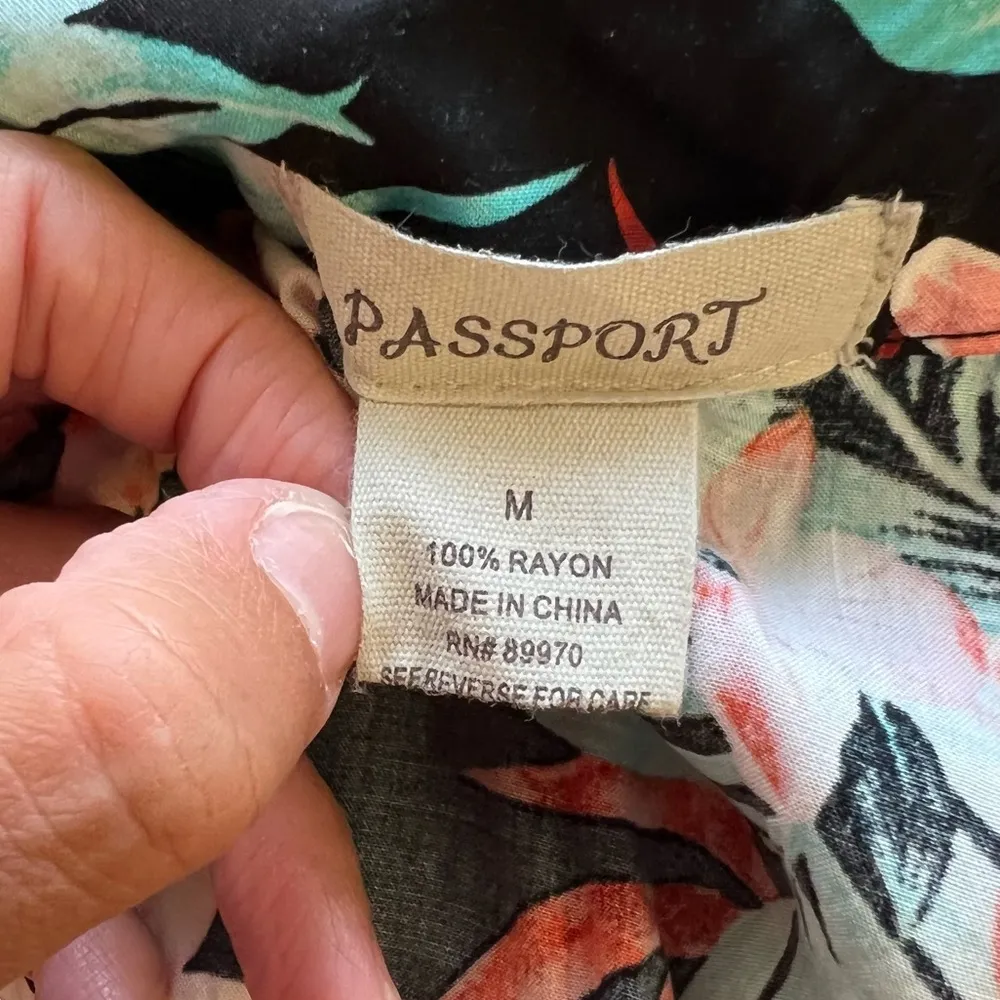 PASSPORT
M
100% RAYON
MADE IN CHINA
RN# 89970
SEE REVERSE FOR CARE